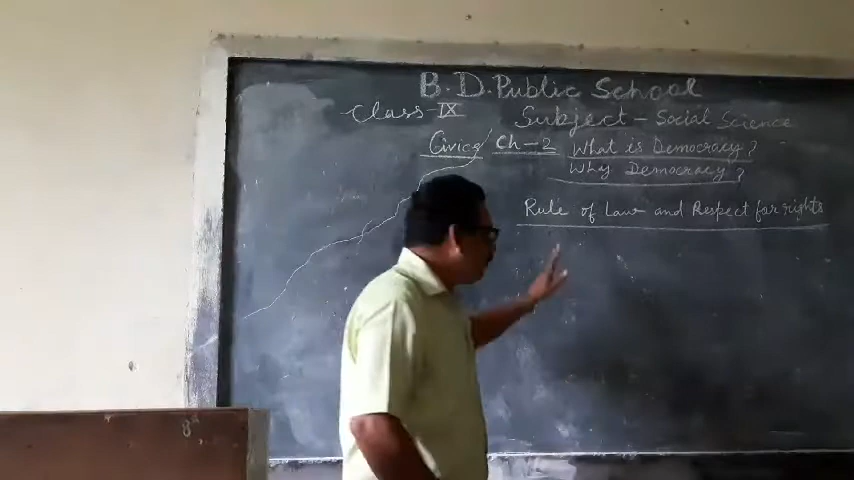 B.D. Public School
Class-IX Subject - Social Science
Civics Ch-2 What is Democracy?
Why Democracy?
Rule of Law and Respect for rights